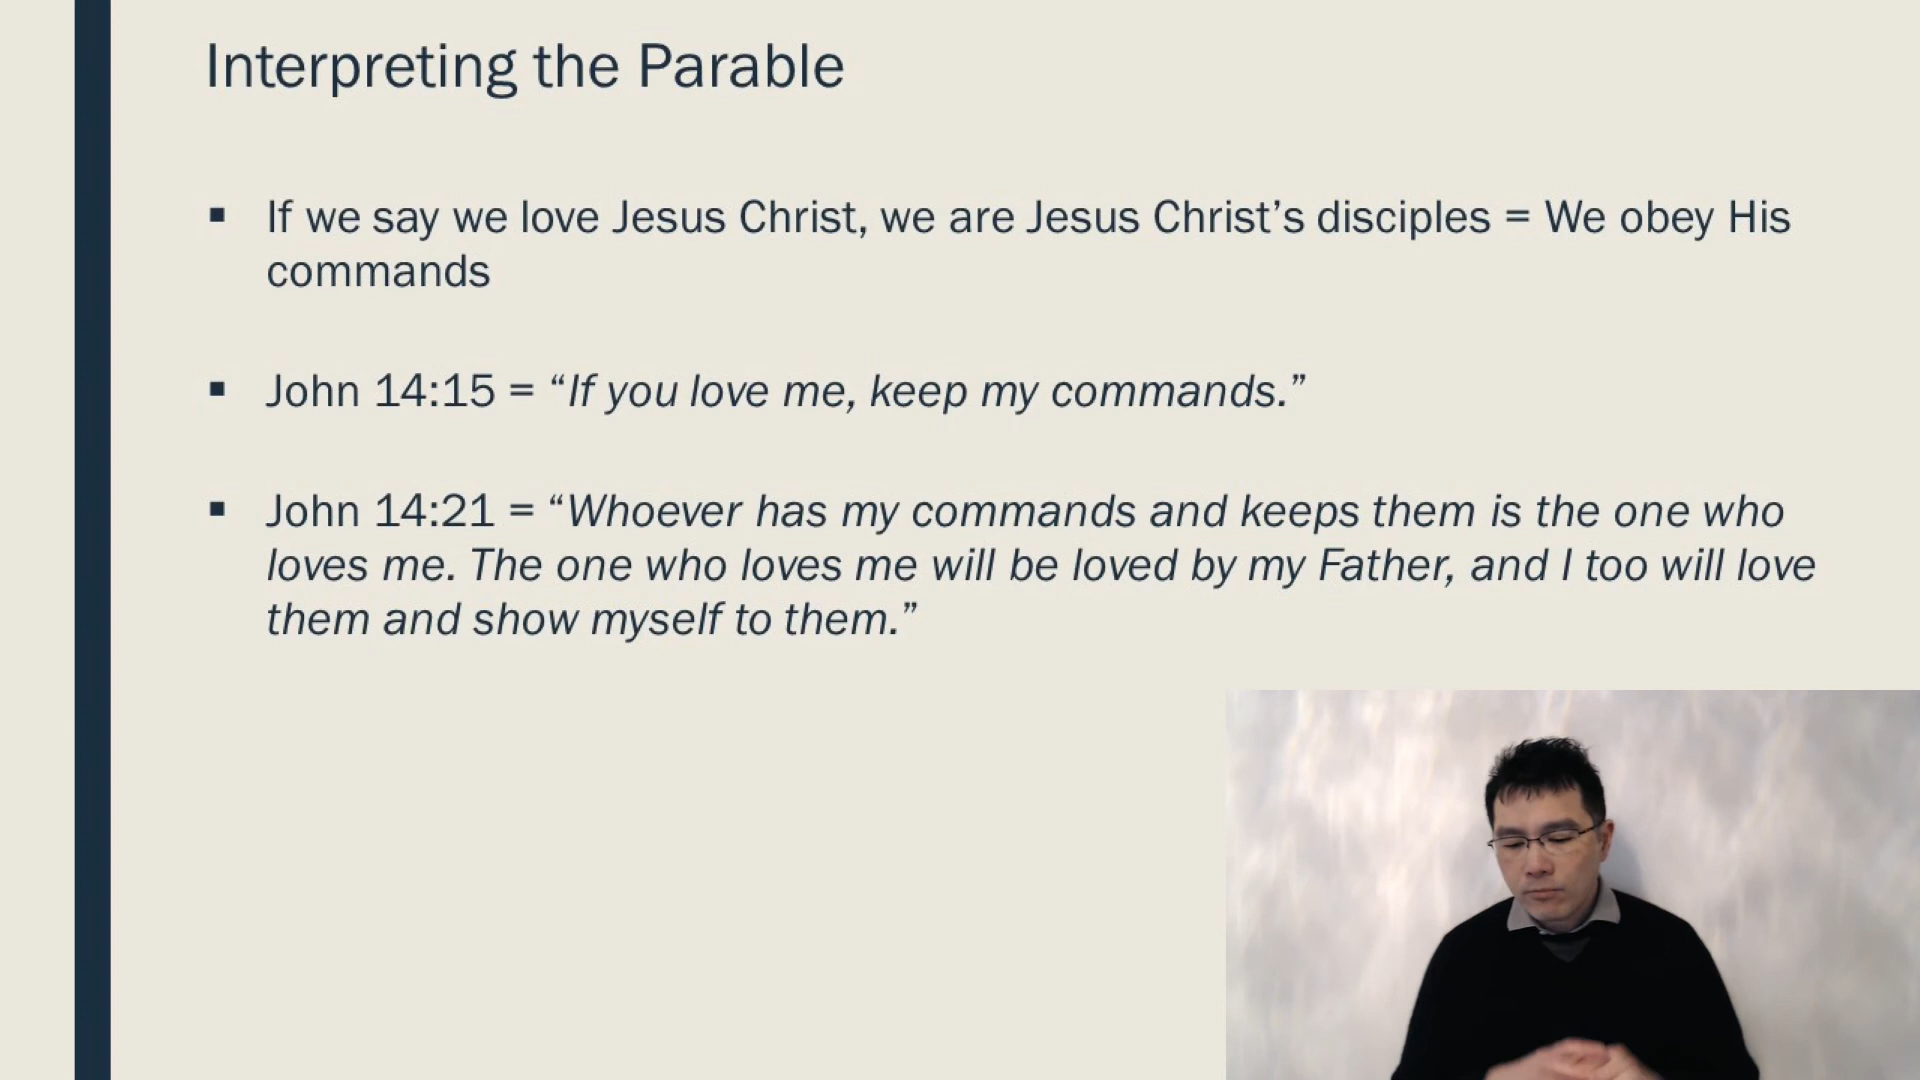 Interpreting the Parable
▪ If we say we love Jesus Christ, we are Jesus Christ’s disciples = We obey His
commands
▪ John 14:15 = “If you love me, keep my commands.”
▪ John 14:21 = “Whoever has my commands and keeps them is the one who
loves me. The one who loves me will be loved by my Father, and I too will love
them and show myself to them.”